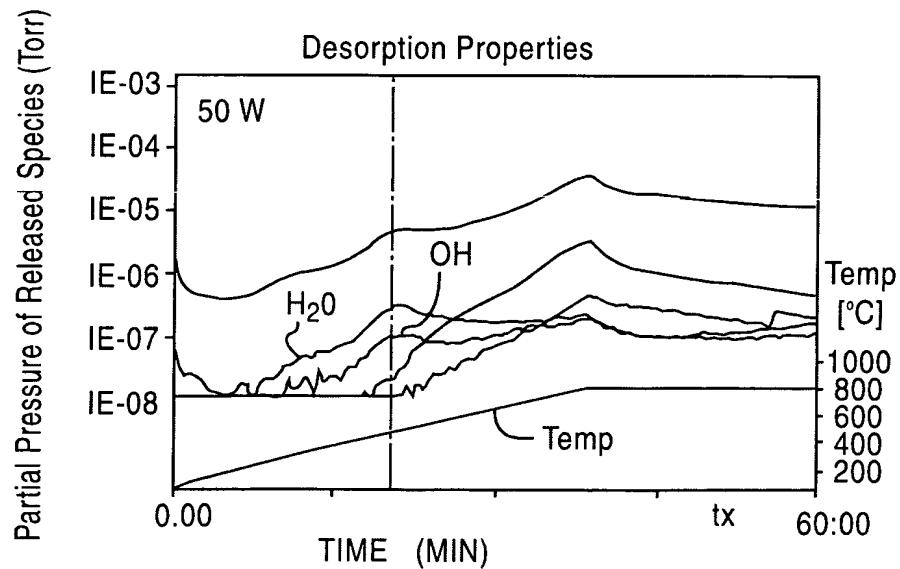 Desorption Properties
Partial Pressure of Released Species (Torr)
IE-03
IE-04
IE-05
IE-06
IE-07
IE-08
50 W
H₂0
OH
Temp
Temp
[°C]
1000
800
600
400
200
0.00
tx
60:00
TIME (MIN)